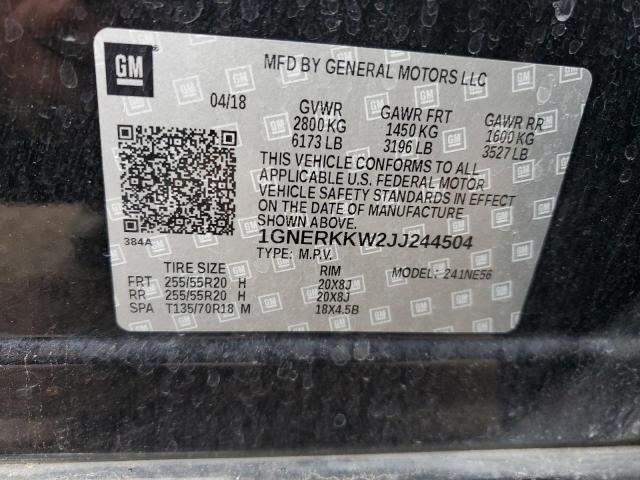 GM
MFD BY GENERAL MOTORS LLC
04/18 GVWR GAWR FRT GAWR RR
2800 KG 1450 KG 1600 KG
6173 LB 3196 LB 3527 LB
THIS VEHICLE CONFORMS TO ALL
APPLICABLE U.S. FEDERAL MOTOR
VEHICLE SAFETY STANDARDS IN EFFECT
ON THE DATE OF MANUFACTURE.
384A 1GNERKKW2JJ244504
TYPE: M.P.V. MODEL: 241NE56
TIRE SIZE RIM
FRT 255/55R20 H 20X8J
RR 255/55R20 H 20X8J
SPA T135/70R18 M 18X4.5B